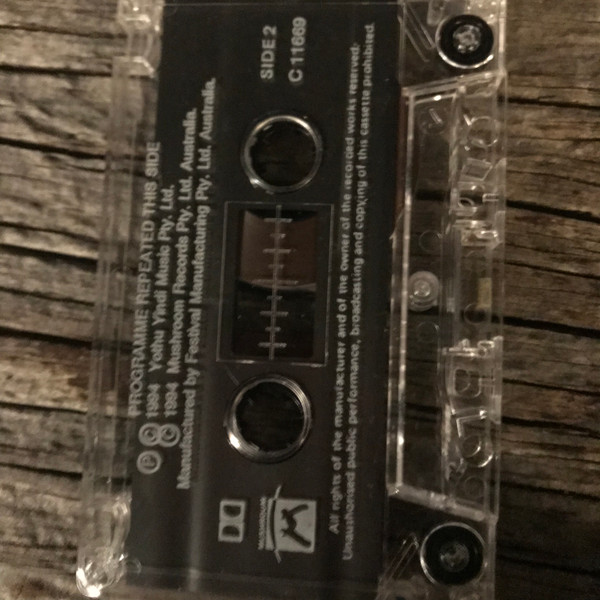 PROGRAMME REPEATED THIS SIDE
Ⓟ © 1994 Yothu Yindi Music Pty. Ltd.
© 1994 Mushroom Records Pty. Ltd. Australia.
Manufactured by Festival Manufacturing Pty. Ltd. Australia.
SIDE 2
C 11669
MUSHROOM
All rights of the manufacturer and of the owner of the recorded works reserved.
Unauthorised public performance, broadcasting and copying of this cassette prohibited.